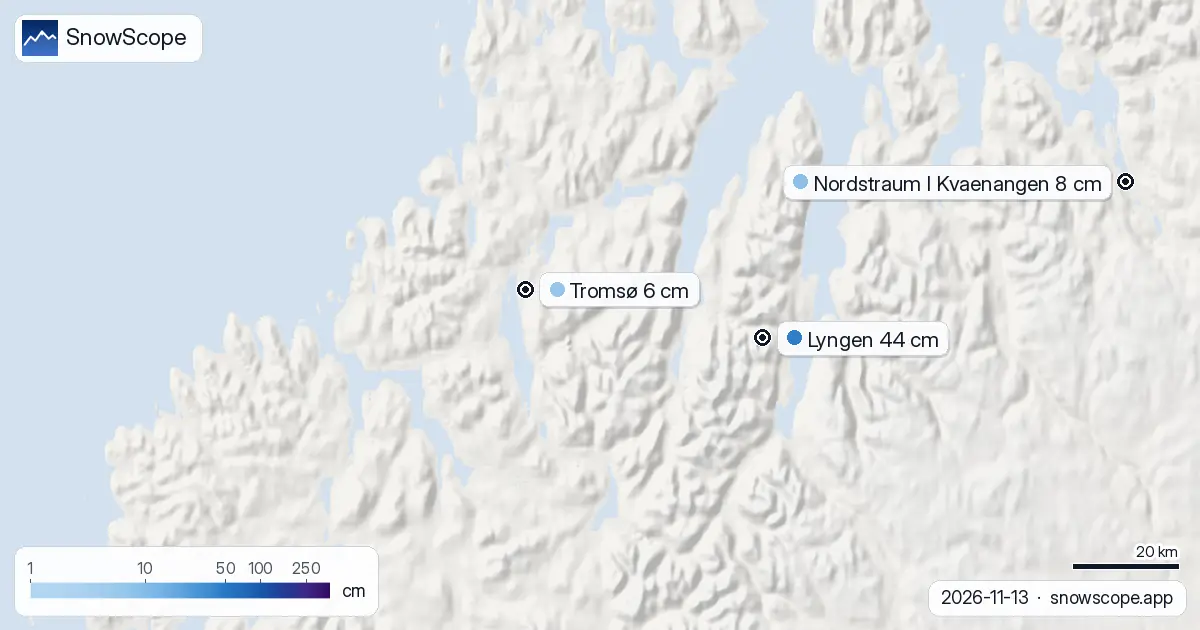 SnowScope
Nordstraum I Kvaenangen 8 cm
Tromsø 6 cm
Lyngen 44 cm
1 10 50 100 250
cm
20 km
2026-11-13 · snowscope.app